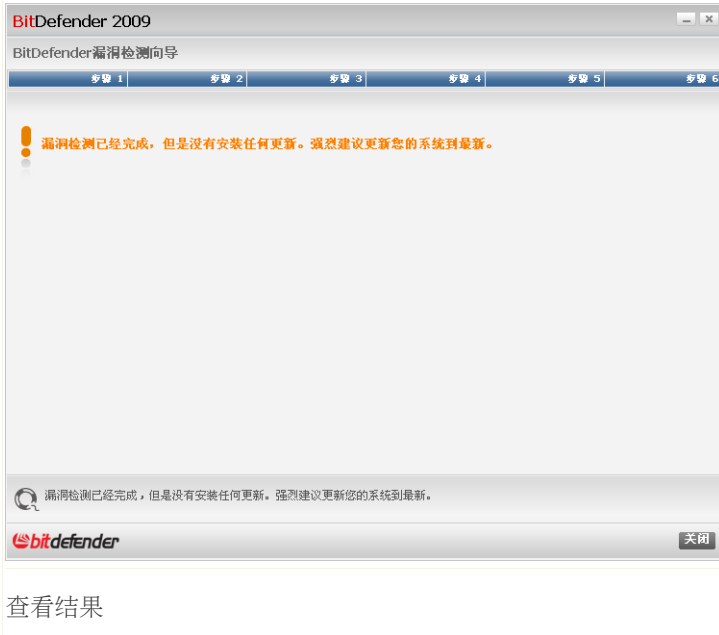 BitDefender 2009
BitDefender漏洞检测向导
步骤 1 步骤 2 步骤 3 步骤 4 步骤 5 步骤 6
漏洞检测已经完成，但是没有安装任何更新。强烈建议更新您的系统到最新。
漏洞检测已经完成，但是没有安装任何更新。强烈建议更新您的系统到最新。
bitdefender 关闭
查看结果